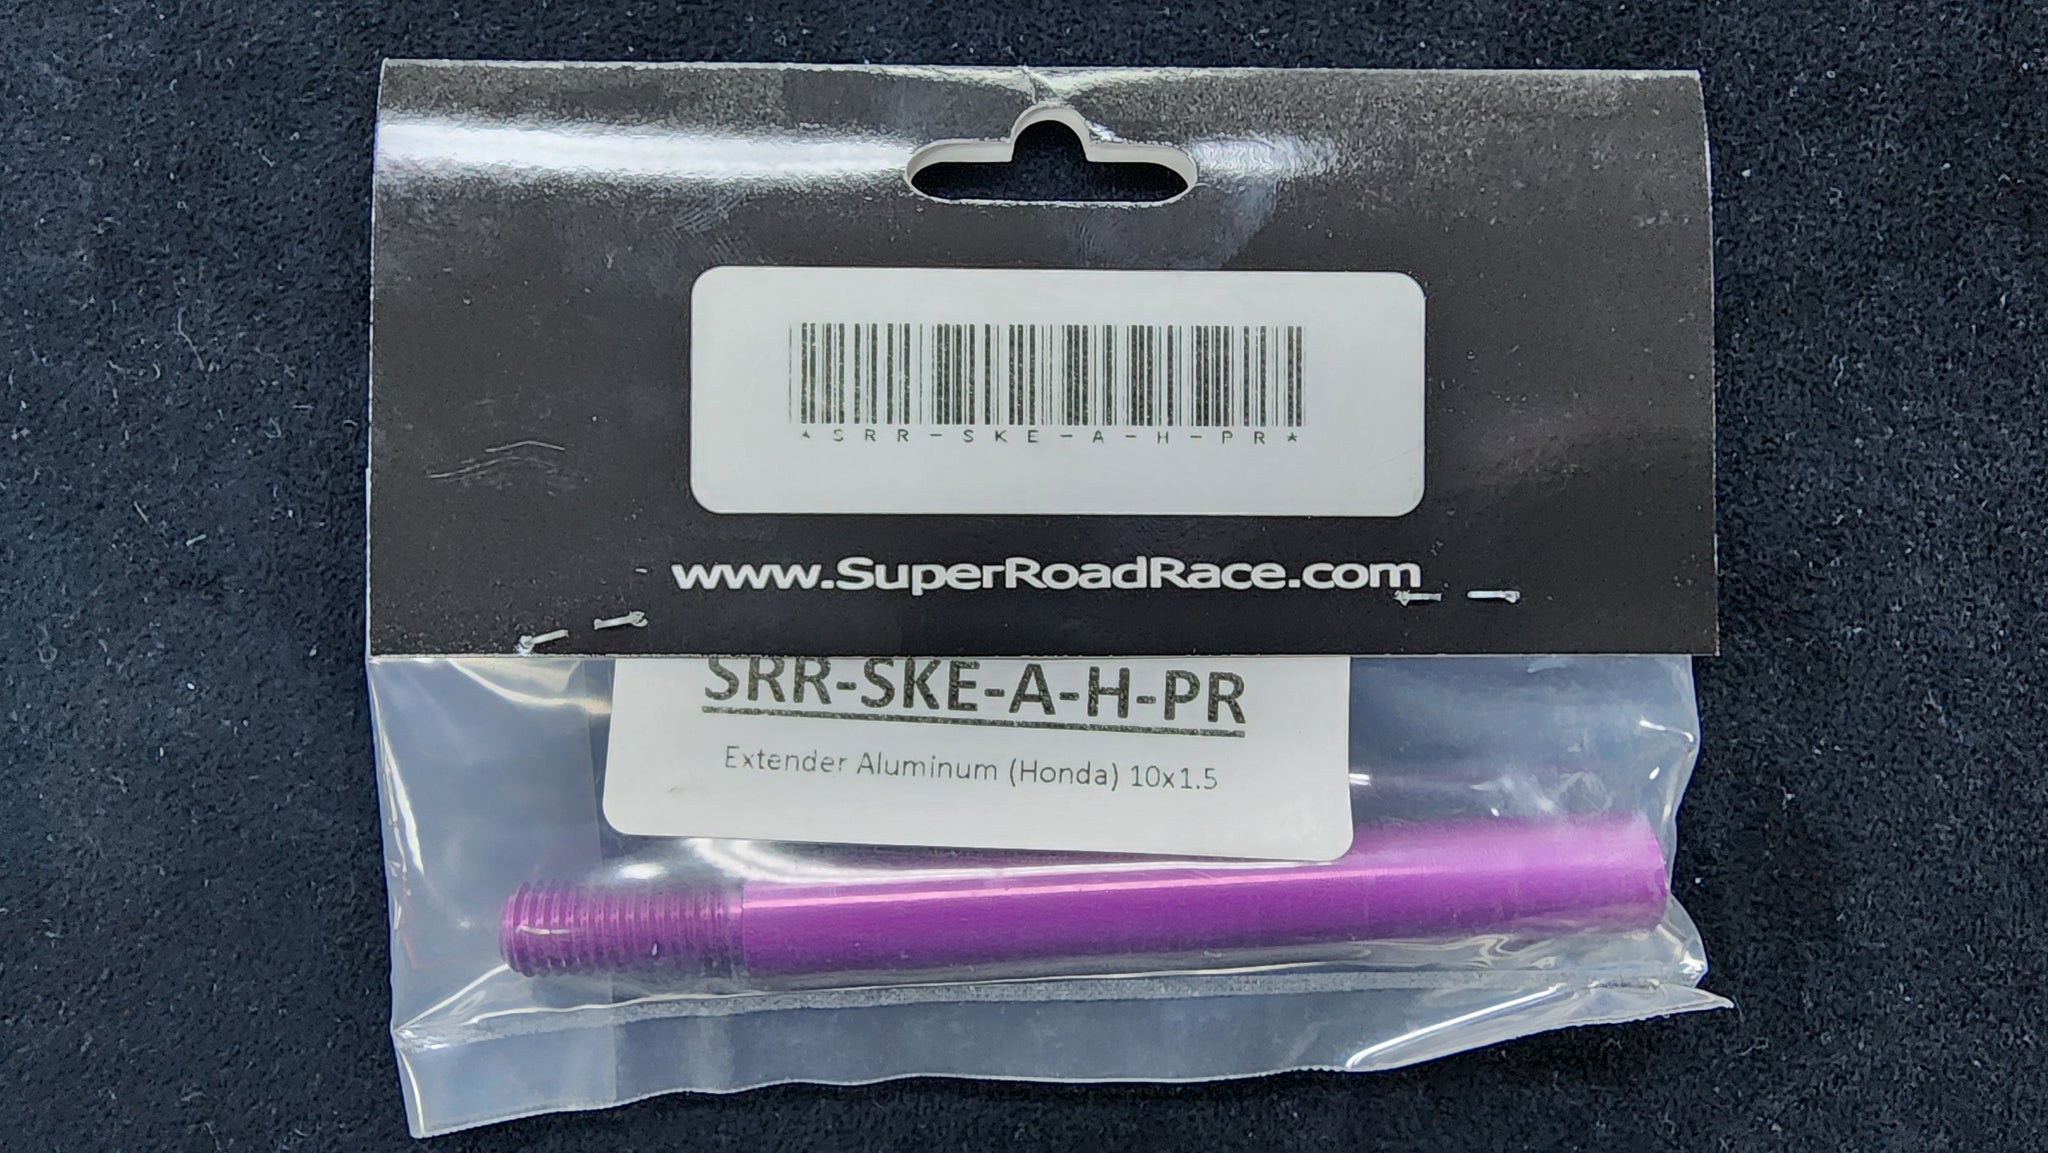 *SRR-SKE-A-H-PR*
www.SuperRoadRace.com
SRR-SKE-A-H-PR
Extender Aluminum (Honda) 10x1.5